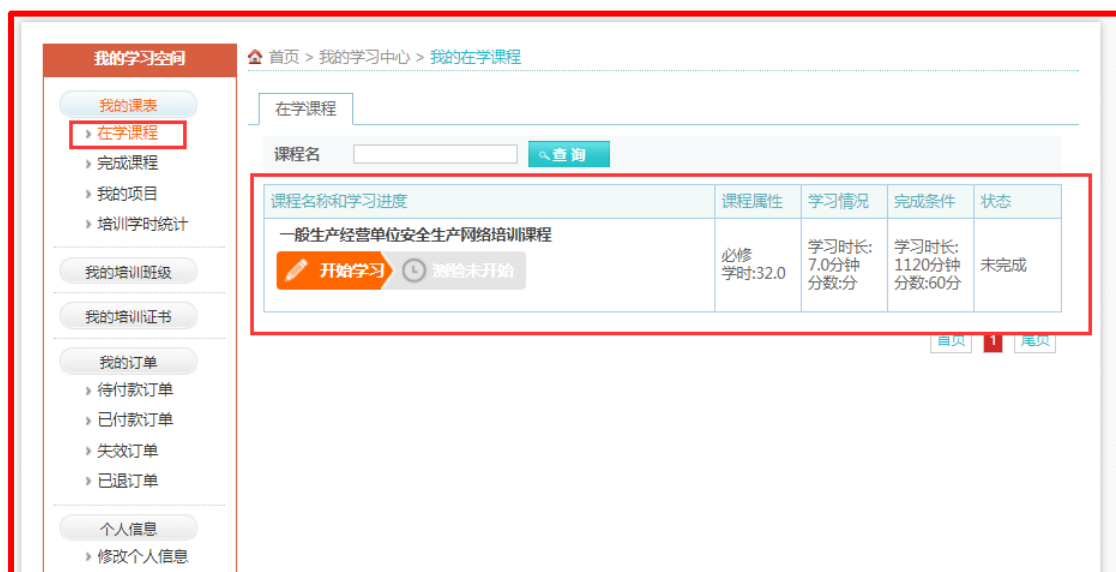 我的学习空间
首页 > 我的学习中心 > 我的在学课程
我的课表
在学课程
完成课程
我的项目
培训学时统计
我的培训班级
我的培训证书
我的订单
待付款订单
已付款订单
失效订单
已退订单
个人信息
修改个人信息
在学课程
课程名 查 询
课程名称和学习进度 课程属性 学习情况 完成条件 状态
一般生产经营单位安全生产网络培训课程
开始学习 测验未开始
必修
学时:32.0
学习时长:
7.0分钟
分数:分
学习时长:
1120分钟
分数:60分
未完成
首页 1 尾页